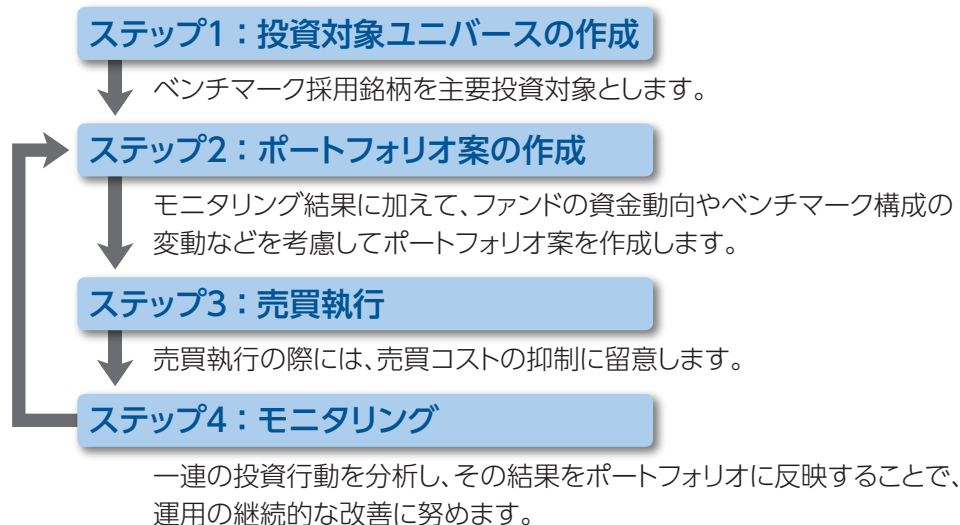 ステップ1：投資対象ユニバースの作成
ベンチマーク採用銘柄を主要投資対象とします。
ステップ2：ポートフォリオ案の作成
モニタリング結果に加えて、ファンドの資金動向やベンチマーク構成の
変動などを考慮してポートフォリオ案を作成します。
ステップ3：売買執行
売買執行の際には、売買コストの抑制に留意します。
ステップ4：モニタリング
一連の投資行動を分析し、その結果をポートフォリオに反映することで、
運用の継続的な改善に努めます。